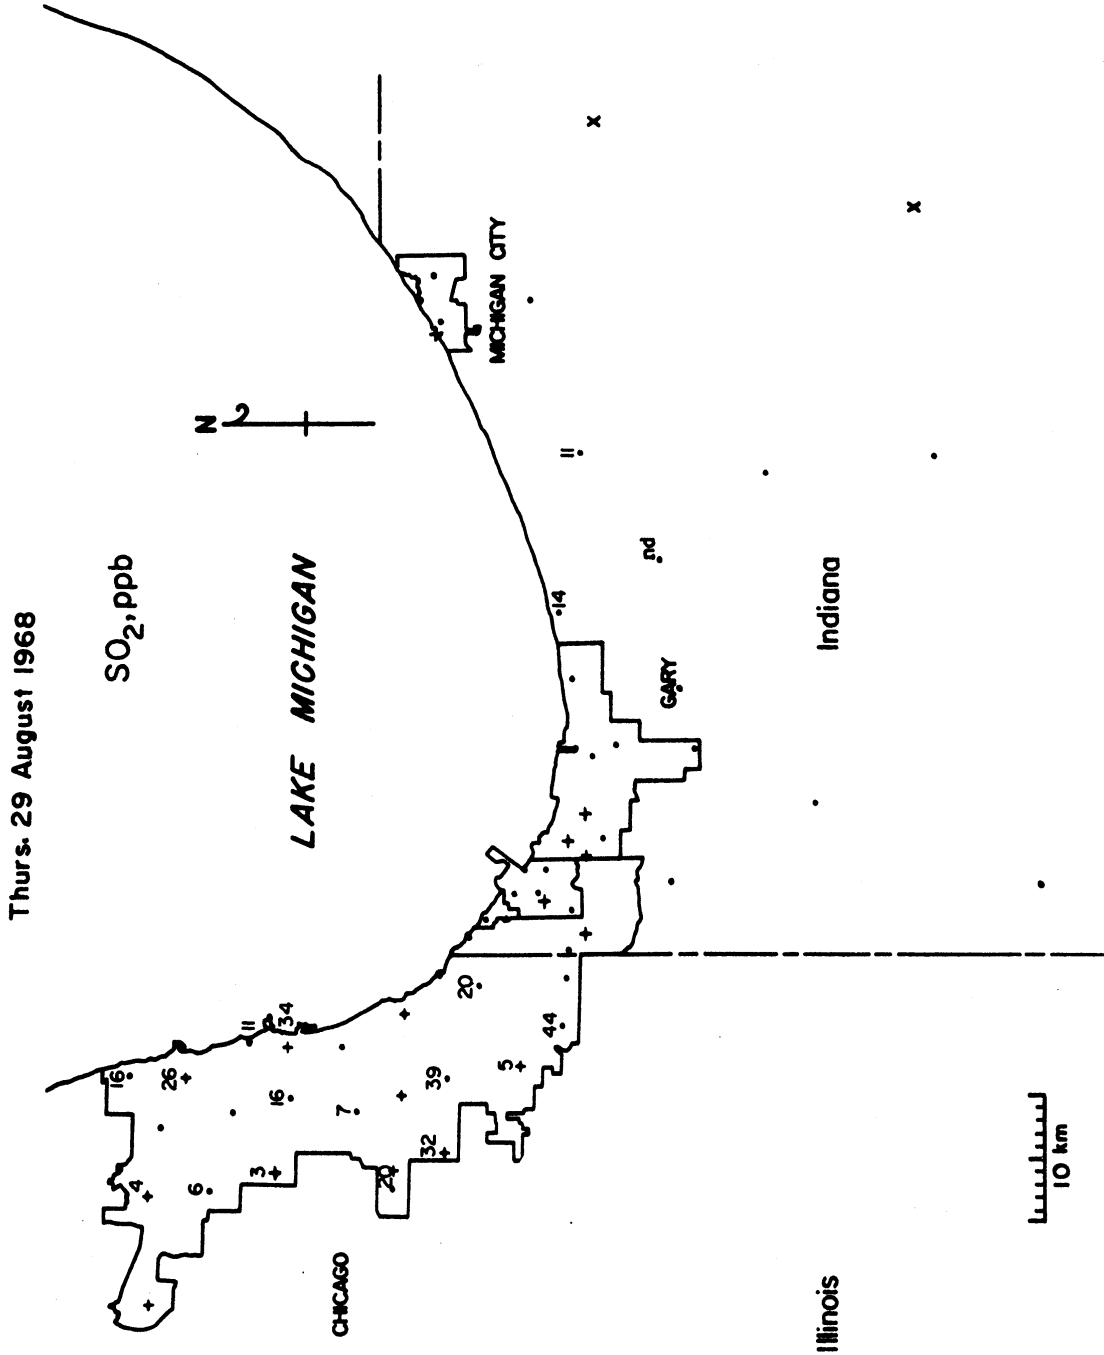 Thurs. 29 August 1968
SO2, ppb
LAKE MICHIGAN
N
MICHIGAN CITY
x
x
16
26
11
34
4
6
3
16
7
20
32
39
5
20
44
14
nd
11
CHICAGO
GARY
Illinois
Indiana
10 km